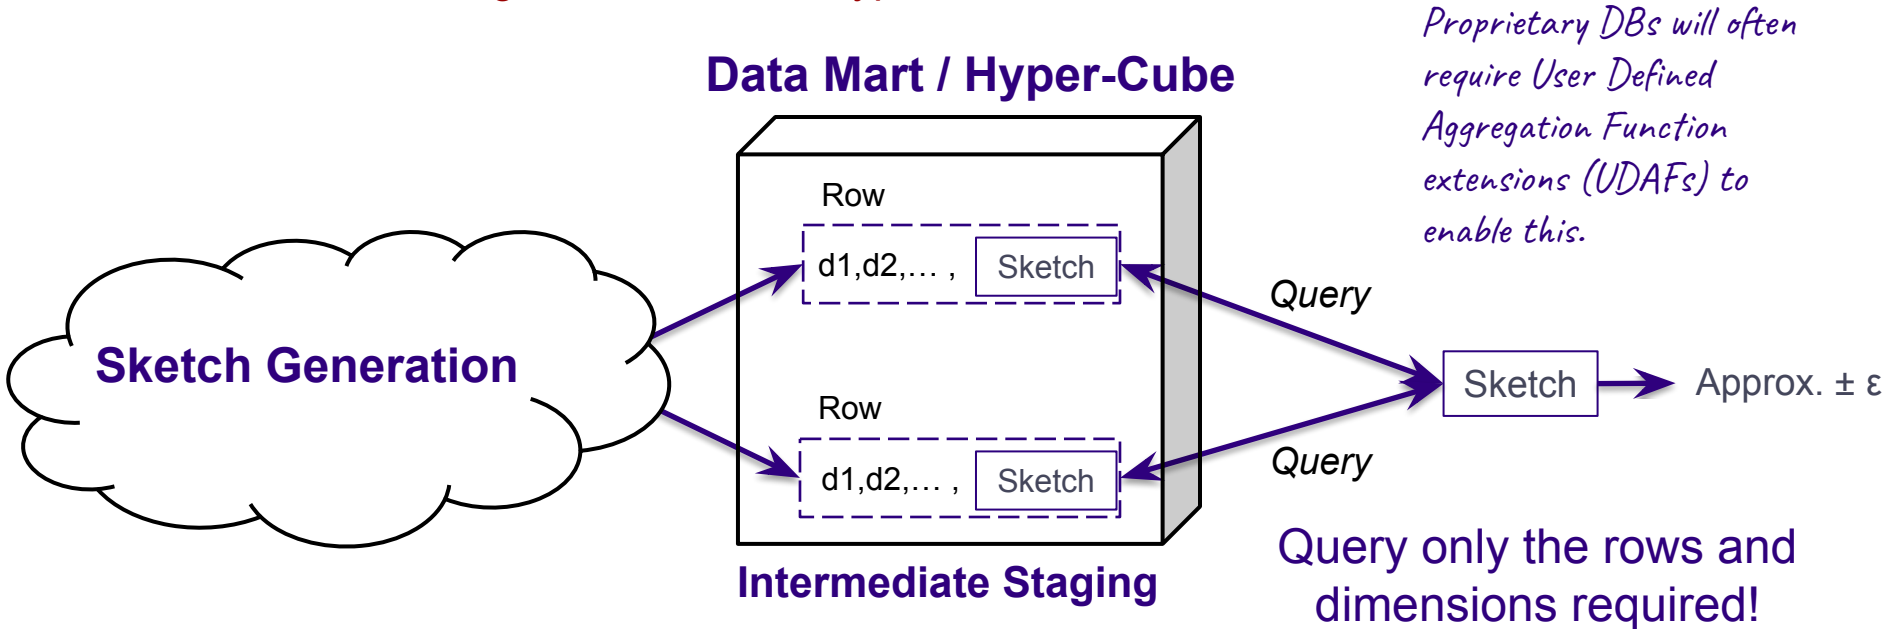 Proprietary DBs will often
require User Defined
Aggregation Function
extensions (UDAFs) to
enable this.
Data Mart / Hyper-Cube
Row
d1,d2,… , Sketch
Query
Sketch Generation
Sketch
Approx. ± ε
Row
d1,d2,… , Sketch
Query
Query only the rows and
dimensions required!
Intermediate Staging